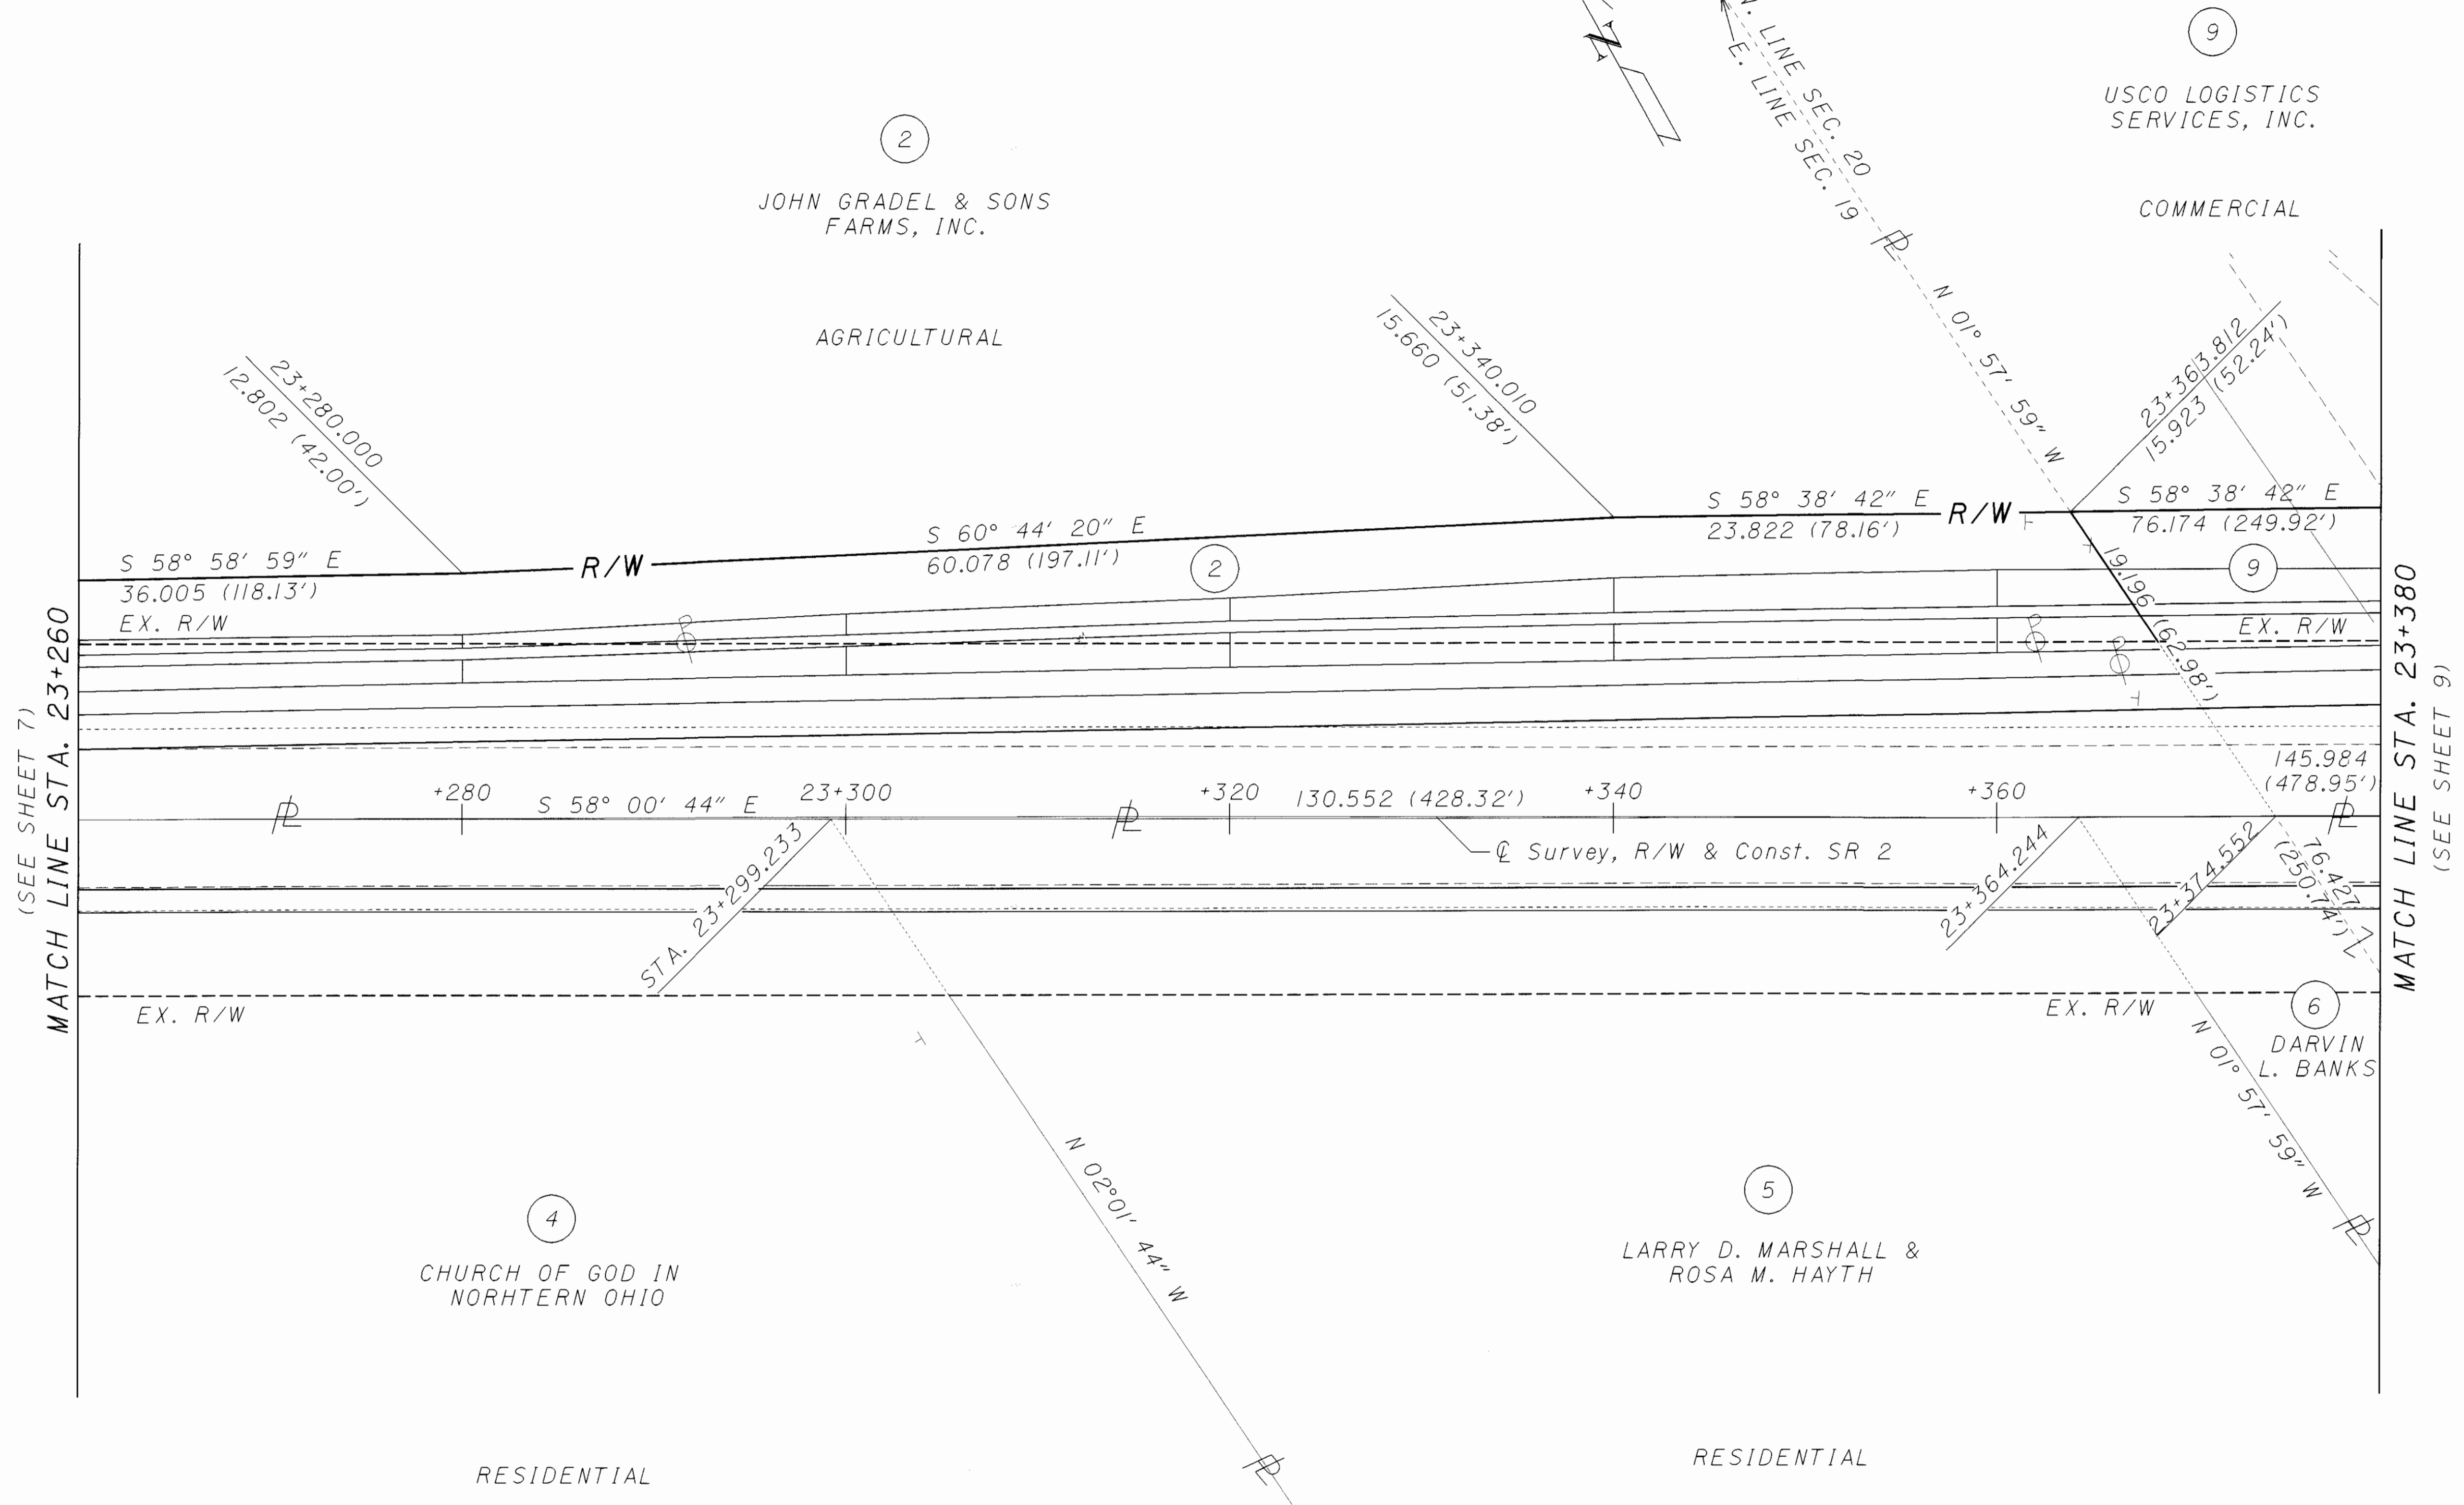 N. LINE SEC. 20
E. LINE SEC. 19
9
USCO LOGISTICS
SERVICES, INC.
COMMERCIAL
2
JOHN GRADEL & SONS
FARMS, INC.
AGRICULTURAL
23+280.000
12.802 (42.00')
23+340.010
15.660 (51.38')
N 01° 57' 59" W
23+363.812
15.923 (52.24')
S 58° 58' 59" E
36.005 (118.13')
R/W
S 60° 44' 20" E
60.078 (197.11')
2
S 58° 38' 42" E
23.822 (78.16')
R/W
S 58° 38' 42" E
76.174 (249.92')
19.196 (62.98')
9
EX. R/W
EX. R/W
MATCH LINE STA. 23+260
(SEE SHEET 7)
MATCH LINE STA. 23+380
(SEE SHEET 9)
145.984
(478.95')
PL
+280
S 58° 00' 44" E
23+300
PL
+320
130.552 (428.32')
+340
+360
PL
CL Survey, R/W & Const. SR 2
STA. 23+299.233
23+364.244
23+374.552
76.427
(250.74')
EX. R/W
EX. R/W
6
DARVIN
L. BANKS
N 02°01' 44" W
N 01° 57' 59" W
PL
4
CHURCH OF GOD IN
NORHTERN OHIO
5
LARRY D. MARSHALL &
ROSA M. HAYTH
RESIDENTIAL
PL
RESIDENTIAL